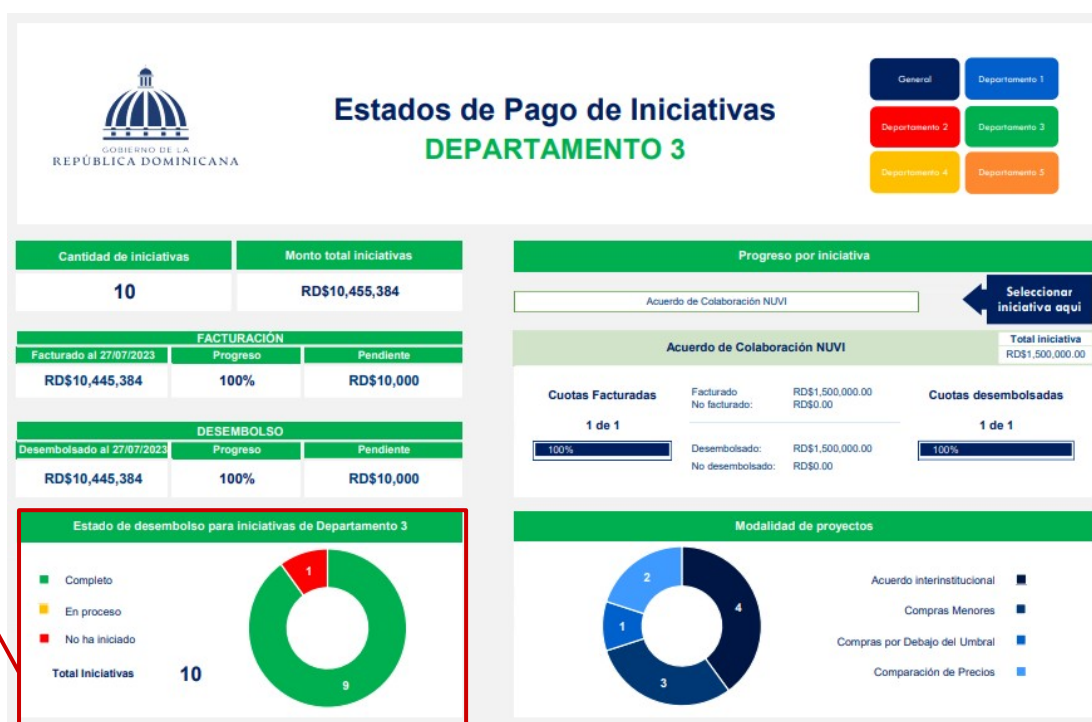 GOBIERNO DE LA
REPÚBLICA DOMINICANA
Estados de Pago de Iniciativas
DEPARTAMENTO 3
General
Departamento 1
Departamento 2
Departamento 3
Departamento 4
Departamento 5
Cantidad de iniciativas
Monto total iniciativas
10
RD$10,455,384
FACTURACIÓN
Facturado al 27/07/2023
Progreso
Pendiente
RD$10,445,384
100%
RD$10,000
DESEMBOLSO
Desembolsado al 27/07/2023
Progreso
Pendiente
RD$10,445,384
100%
RD$10,000
Progreso por iniciativa
Acuerdo de Colaboración NUVI
Seleccionar
iniciativa aqui
Acuerdo de Colaboración NUVI
Total iniciativa
RD$1,500,000.00
Cuotas Facturadas
1 de 1
100%
Facturado
RD$1,500,000.00
No facturado:
RD$0.00
Desembolsado:
RD$1,500,000.00
No desembolsado:
RD$0.00
Cuotas desembolsadas
1 de 1
100%
Estado de desembolso para iniciativas de Departamento 3
Completo
En proceso
No ha iniciado
Total Iniciativas
10
1
9
Modalidad de proyectos
2
4
1
3
Acuerdo interinstitucional
Compras Menores
Compras por Debajo del Umbral
Comparación de Precios